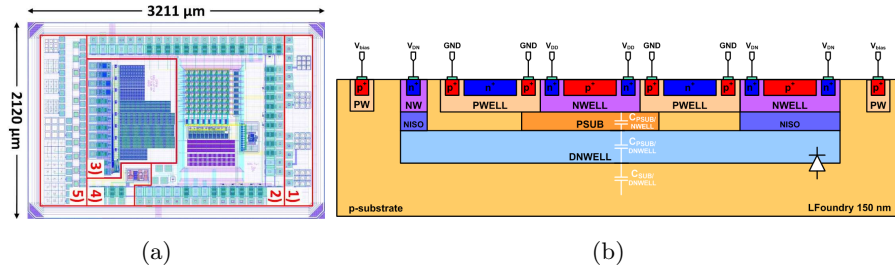 3211 µm
2120 µm
1)
2)
3)
4)
5)
(a)
V_bias V_DN GND GND V_DD V_DD GND GND V_DN V_DN V_bias
p+ n+ p+ n+ p+ n+ p+ n+ p+ n+ p+ n+ p+ n+ p+
PW NW PWELL NWELL PWELL NWELL PW
NISO PSUB C_PSUB/NWELL NISO
DNWELL C_PSUB/DNWELL
C_SUB/DNWELL
p-substrate LFoundry 150 nm
(b)